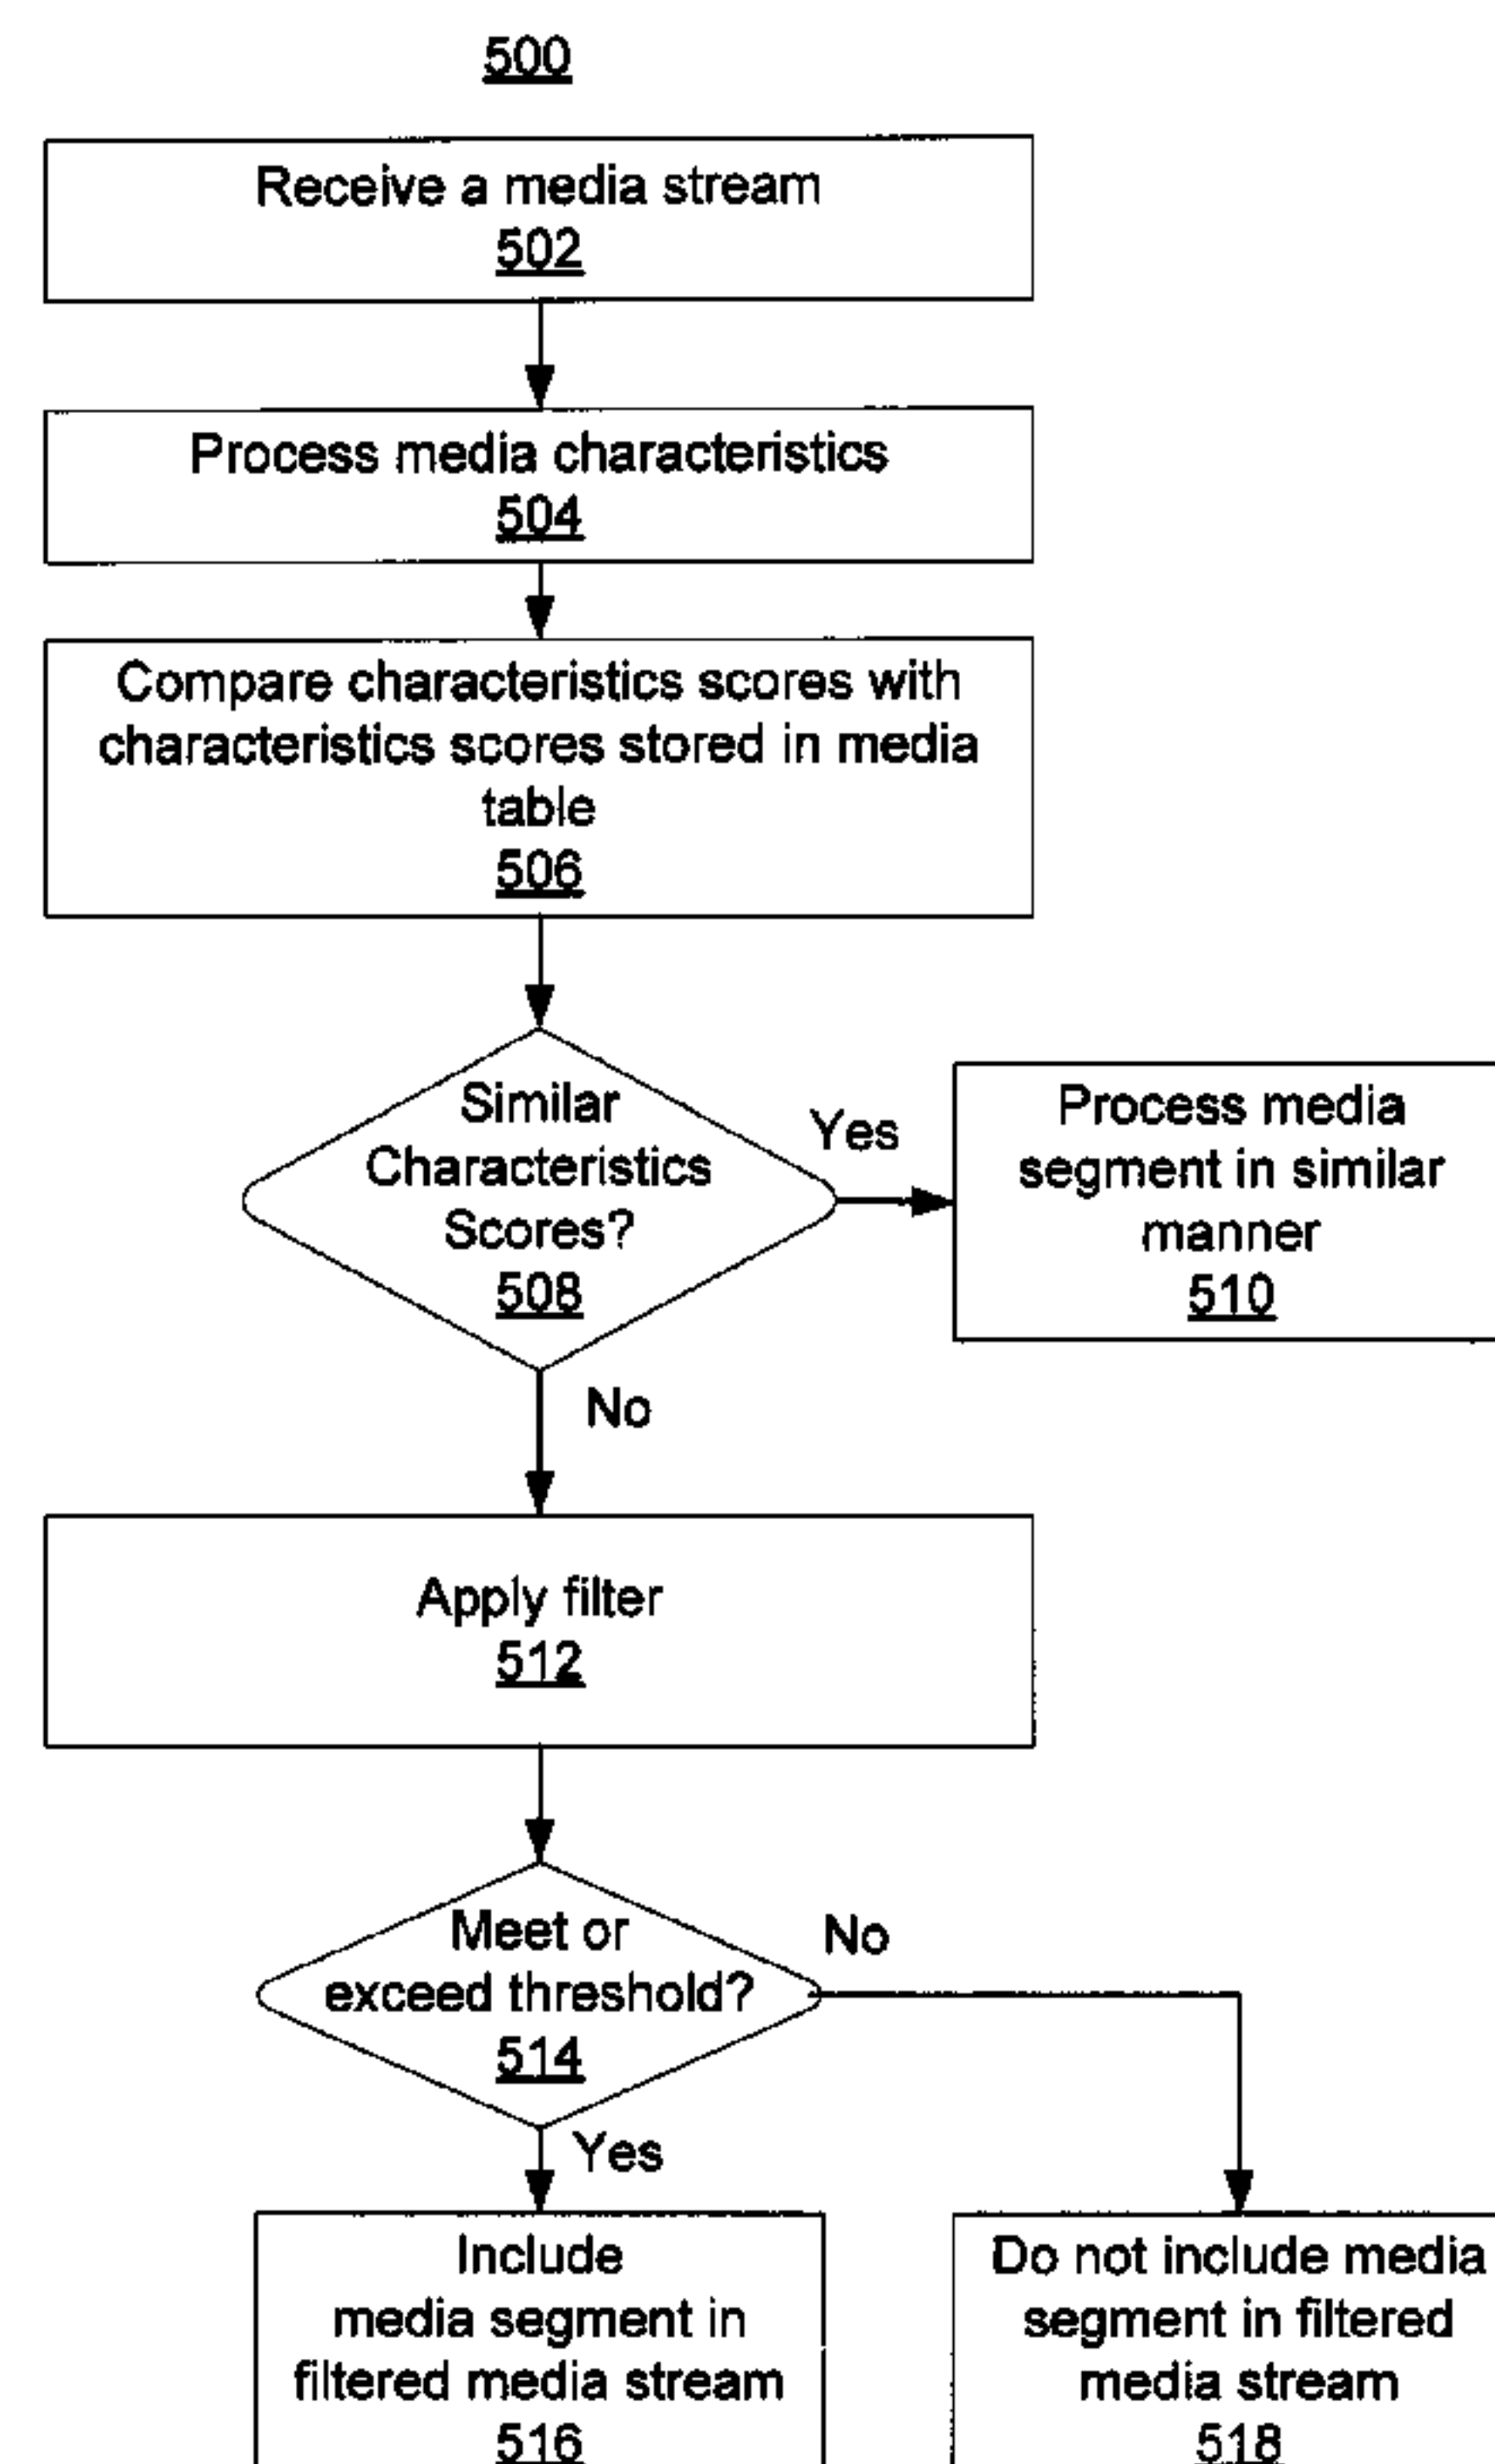 500
Receive a media stream
502
Process media characteristics
504
Compare characteristics scores with
characteristics scores stored in media
table
506
Similar
Characteristics
Scores?
508
Yes
Process media
segment in similar
manner
510
No
Apply filter
512
Meet or
exceed threshold?
514
No
Yes
Include
media segment in
filtered media stream
516
Do not include media
segment in filtered
media stream
518